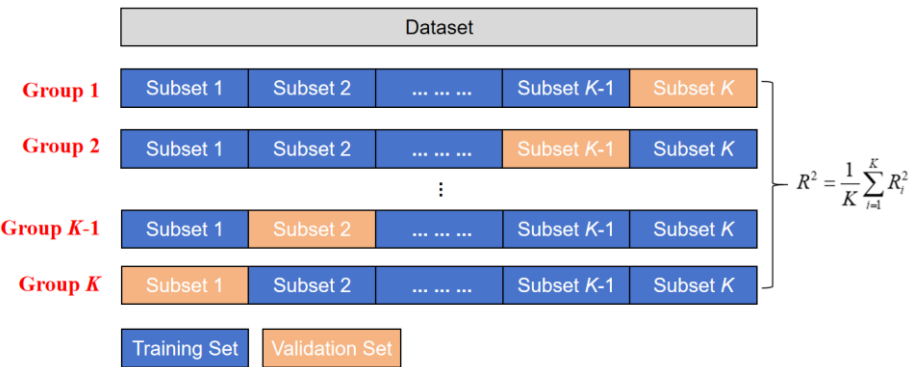 Dataset
Group 1 Subset 1 Subset 2 ... ... ... Subset K-1 Subset K
Group 2 Subset 1 Subset 2 ... ... ... Subset K-1 Subset K
⋮
R² = 1/K ∑_{i=1}^{K} R_i²
Group K-1 Subset 1 Subset 2 ... ... ... Subset K-1 Subset K
Group K Subset 1 Subset 2 ... ... ... Subset K-1 Subset K
Training Set Validation Set